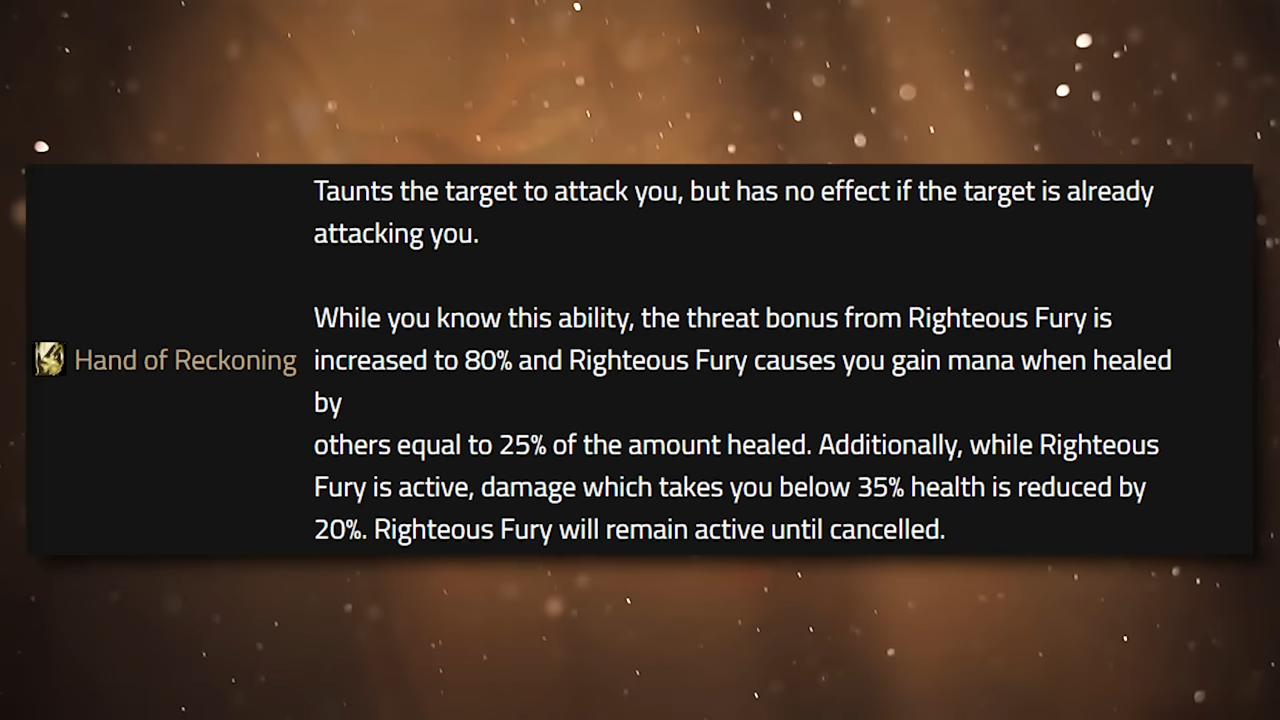 Taunts the target to attack you, but has no effect if the target is already
attacking you.
While you know this ability, the threat bonus from Righteous Fury is
Hand of Reckoning
increased to 80% and Righteous Fury causes you gain mana when healed
by
others equal to 25% of the amount healed. Additionally, while Righteous
Fury is active, damage which takes you below 35% health is reduced by
20%. Righteous Fury will remain active until cancelled.